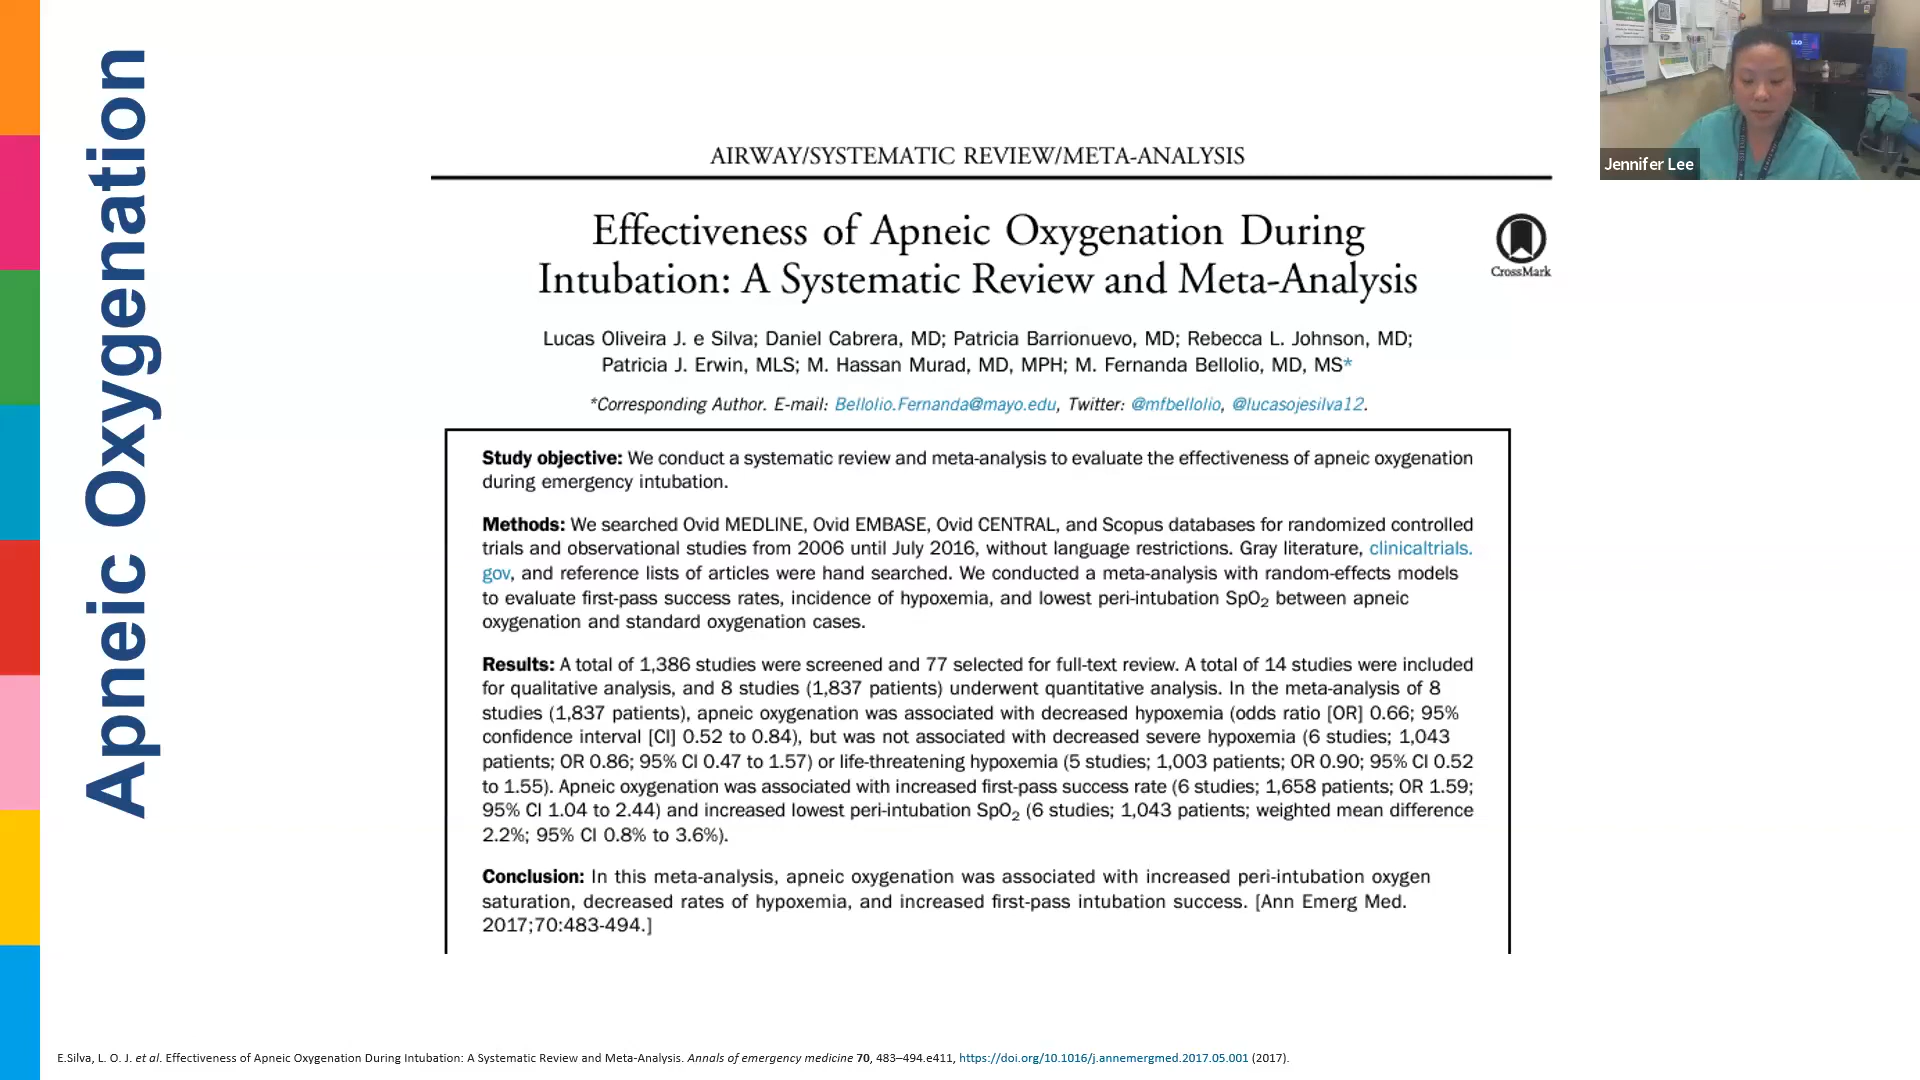 Apneic Oxygenation
AIRWAY/SYSTEMATIC REVIEW/META-ANALYSIS
Effectiveness of Apneic Oxygenation During
Intubation: A Systematic Review and Meta-Analysis
CrossMark
Lucas Oliveira J. e Silva; Daniel Cabrera, MD; Patricia Barrionuevo, MD; Rebecca L. Johnson, MD;
Patricia J. Erwin, MLS; M. Hassan Murad, MD, MPH; M. Fernanda Bellolio, MD, MS*
*Corresponding Author. E-mail: Bellolio.Fernanda@mayo.edu, Twitter: @mfbellolio, @lucasojesilva12.
Study objective: We conduct a systematic review and meta-analysis to evaluate the effectiveness of apneic oxygenation
during emergency intubation.
Methods: We searched Ovid MEDLINE, Ovid EMBASE, Ovid CENTRAL, and Scopus databases for randomized controlled
trials and observational studies from 2006 until July 2016, without language restrictions. Gray literature, clinicaltrials.
gov, and reference lists of articles were hand searched. We conducted a meta-analysis with random-effects models
to evaluate first-pass success rates, incidence of hypoxemia, and lowest peri-intubation SpO₂ between apneic
oxygenation and standard oxygenation cases.
Results: A total of 1,386 studies were screened and 77 selected for full-text review. A total of 14 studies were included
for qualitative analysis, and 8 studies (1,837 patients) underwent quantitative analysis. In the meta-analysis of 8
studies (1,837 patients), apneic oxygenation was associated with decreased hypoxemia (odds ratio [OR] 0.66; 95%
confidence interval [CI] 0.52 to 0.84), but was not associated with decreased severe hypoxemia (6 studies; 1,043
patients; OR 0.86; 95% CI 0.47 to 1.57) or life-threatening hypoxemia (5 studies; 1,003 patients; OR 0.90; 95% CI 0.52
to 1.55). Apneic oxygenation was associated with increased first-pass success rate (6 studies; 1,658 patients; OR 1.59;
95% CI 1.04 to 2.44) and increased lowest peri-intubation SpO₂ (6 studies; 1,043 patients; weighted mean difference
2.2%; 95% CI 0.8% to 3.6%).
Conclusion: In this meta-analysis, apneic oxygenation was associated with increased peri-intubation oxygen
saturation, decreased rates of hypoxemia, and increased first-pass intubation success. [Ann Emerg Med.
2017;70:483-494.]
E.Silva, L. O. J. et al. Effectiveness of Apneic Oxygenation During Intubation: A Systematic Review and Meta-Analysis. Annals of emergency medicine 70, 483–494.e411, https://doi.org/10.1016/j.annemergmed.2017.05.001 (2017).
Jennifer Lee